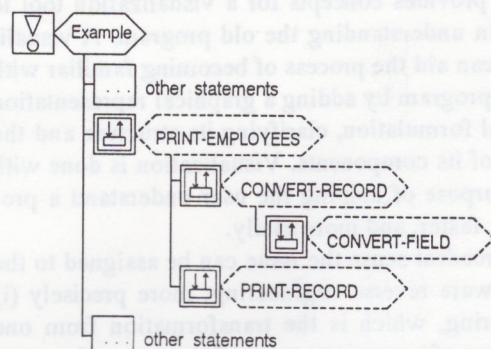 Example
other statements
PRINT-EMPLOYEES
CONVERT-RECORD
CONVERT-FIELD
PRINT-RECORD
other statements